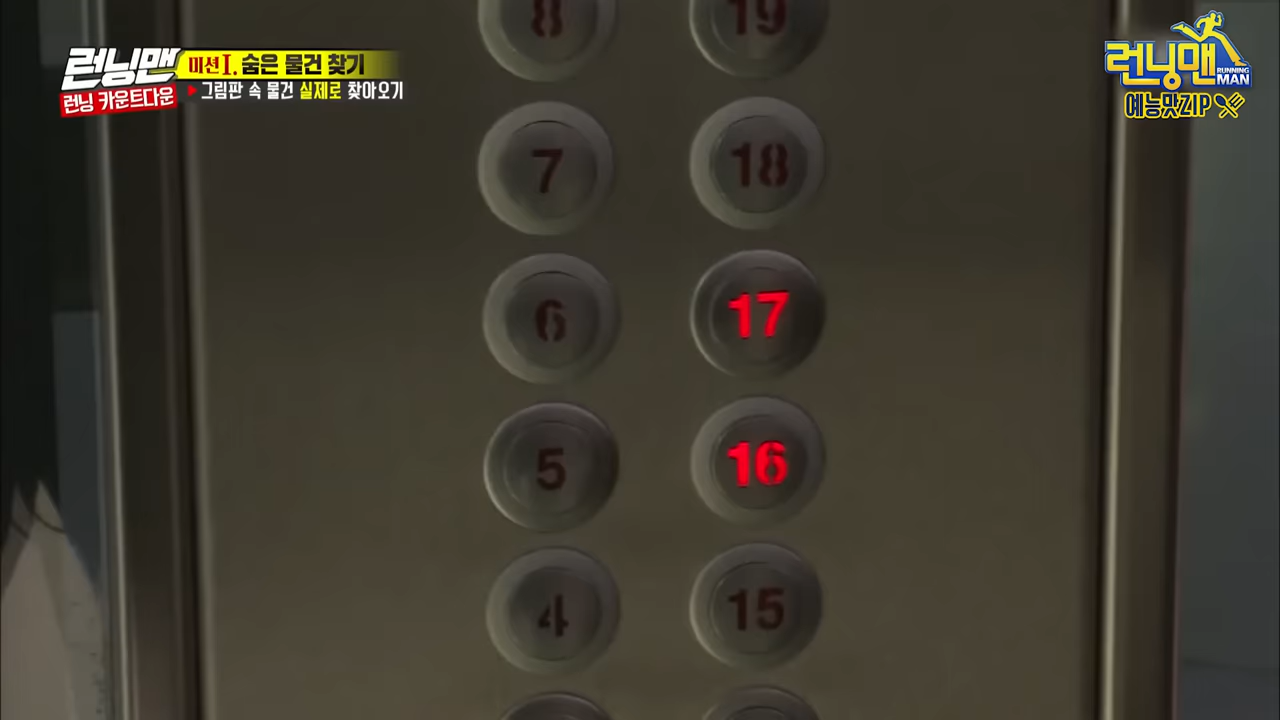 런닝맨
런닝 카운트다운
미션 I. 숨은 물건 찾기
그림판 속 물건 실제로 찾아오기
런닝맨
RUNNING
MAN
예능맛ZIP
8 19
7 18
6 17
5 16
4 15